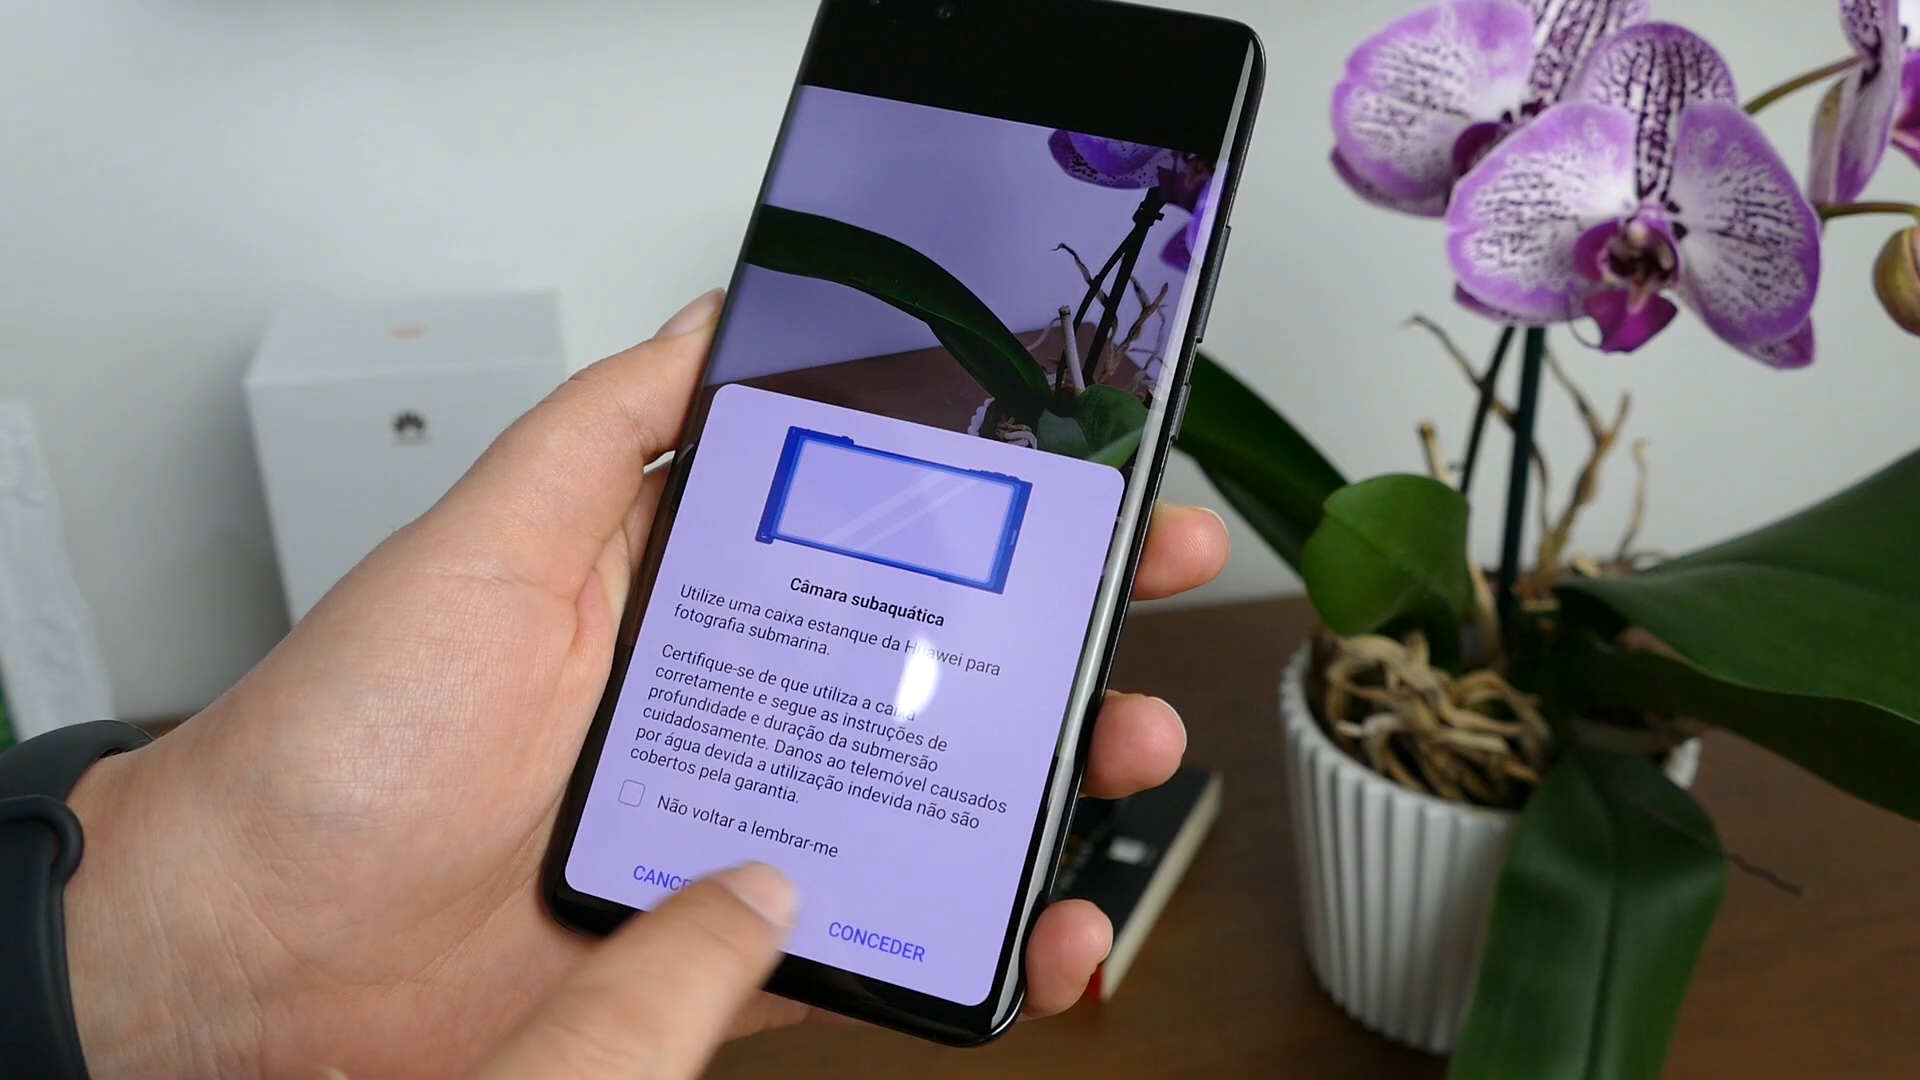 Câmara subaquática
Utilize uma caixa estanque da Huawei para
fotografia submarina.
Certifique-se de que utiliza a caixa
corretamente e segue as instruções de
profundidade e duração da submersão
cuidadosamente. Danos ao telemóvel causados
por água devida a utilização indevida não são
cobertos pela garantia.
Não voltar a lembrar-me
CANCE
CONCEDER